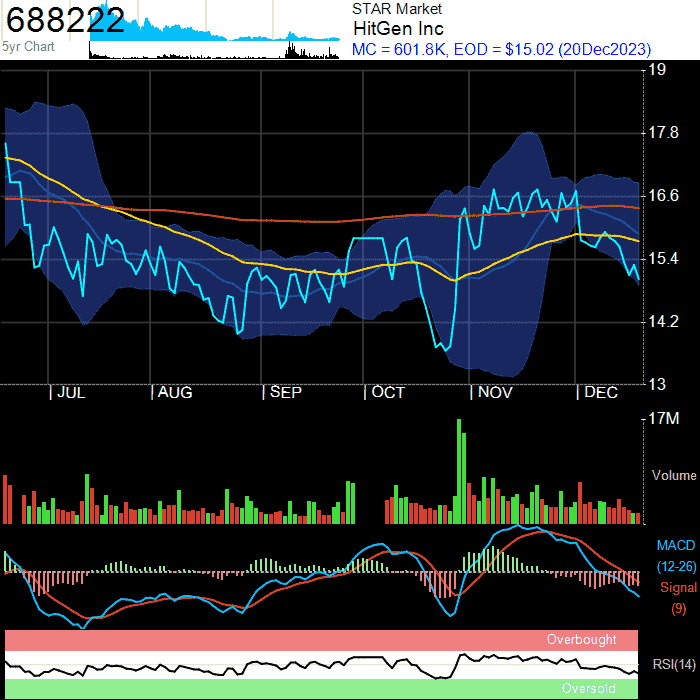 688222
5yr Chart
STAR Market
HitGen Inc
MC = 601.8K, EOD = $15.02 (20Dec2023)
19
17.8
16.6
15.4
14.2
13
| JUL | AUG | SEP | OCT | NOV | DEC
17M
Volume
MACD
(12-26)
Signal
(9)
Overbought
RSI(14)
Oversold